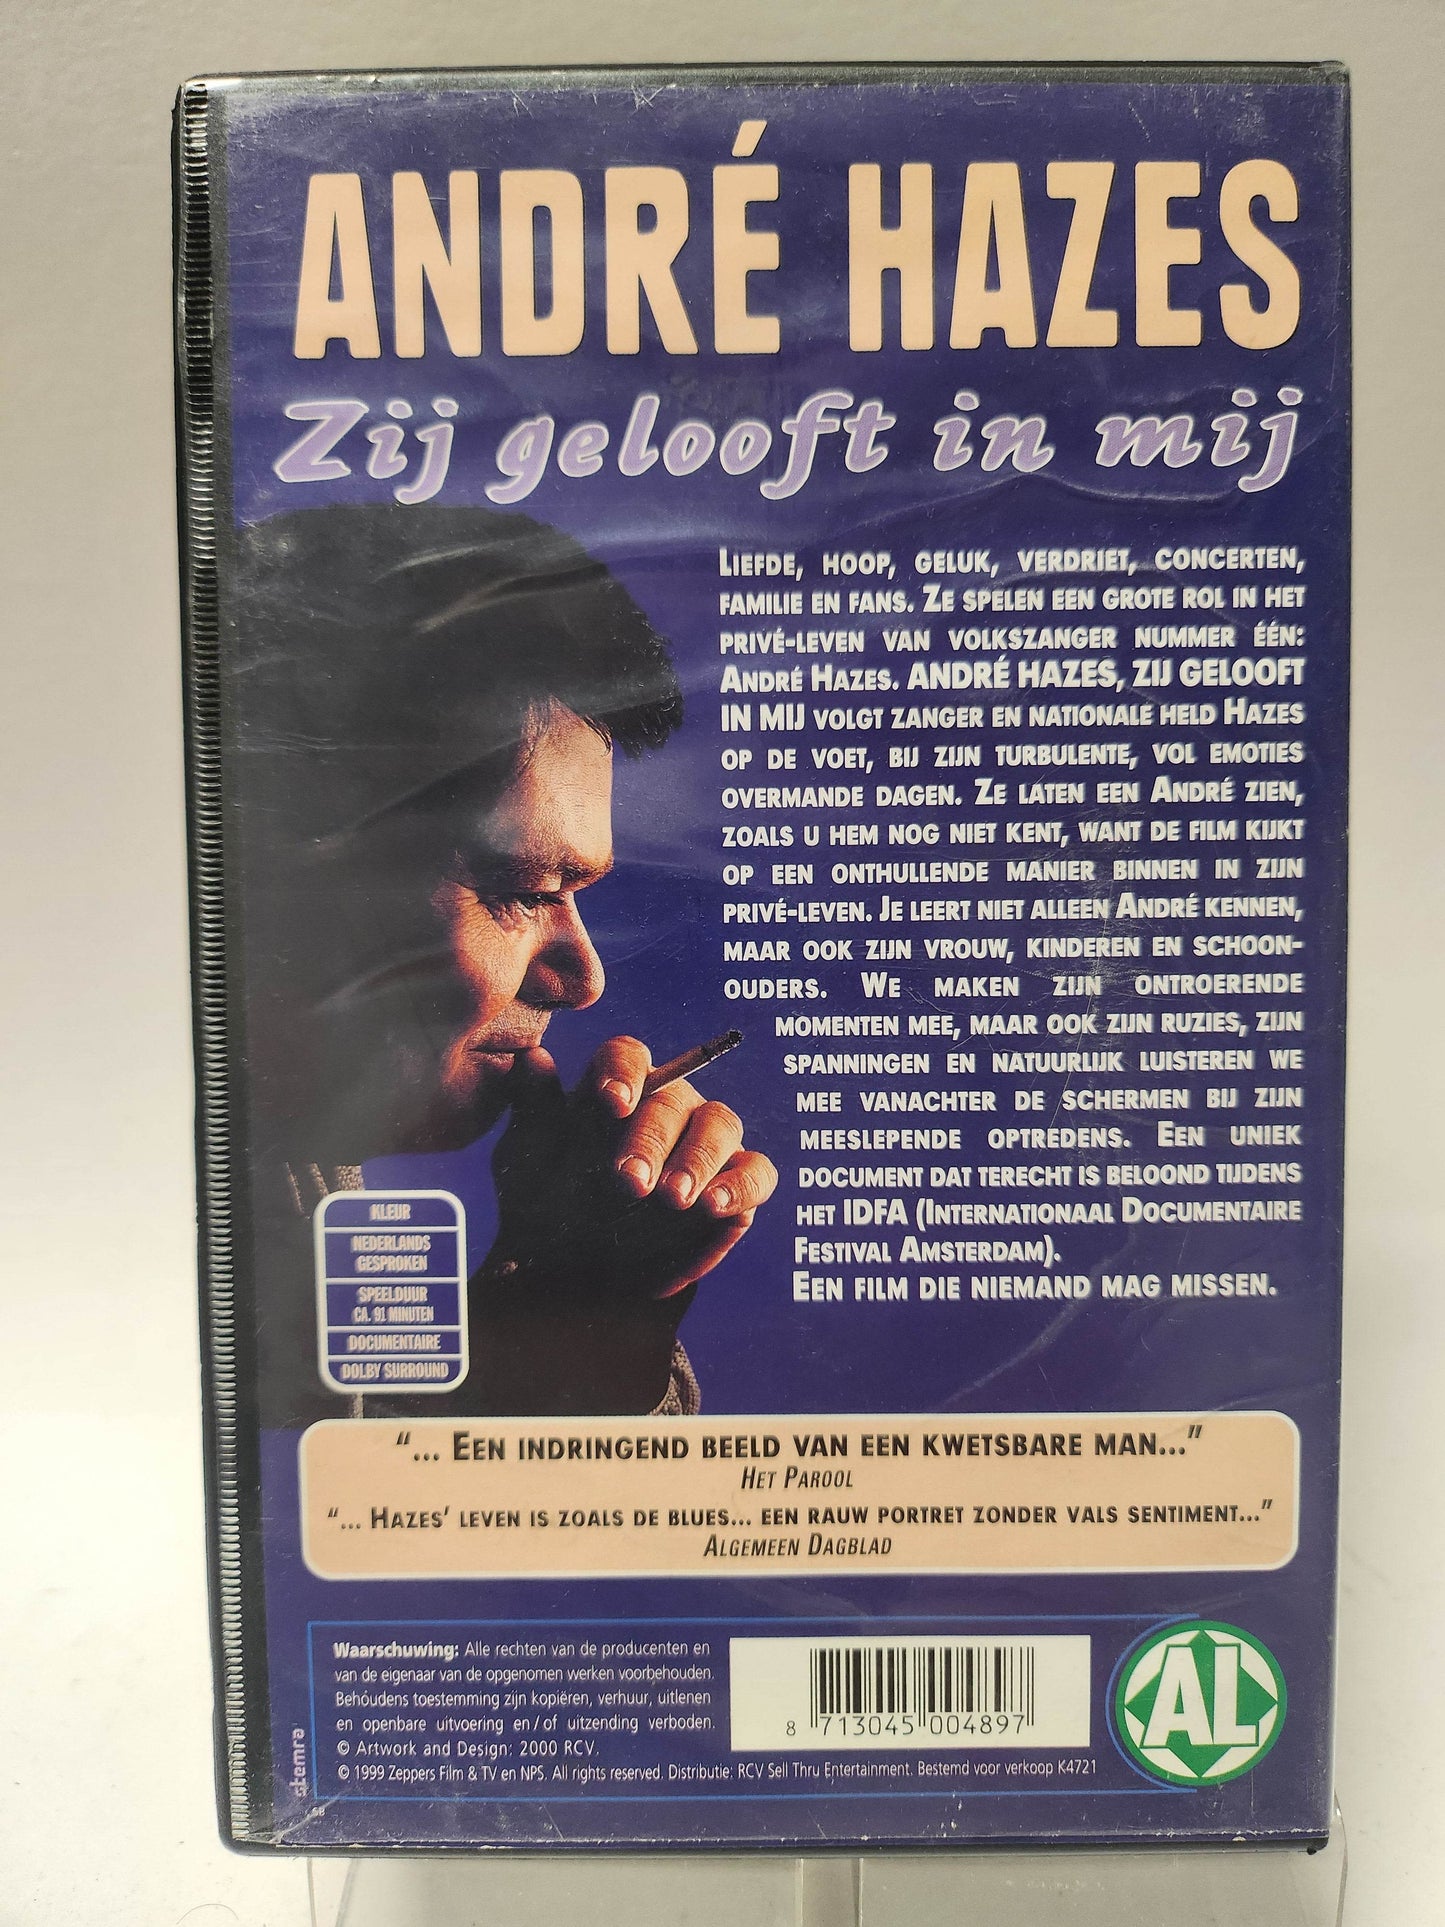 ANDRÉ HAZES
Zij gelooft in mij
LIEFDE, HOOP, GELUK, VERDRIET, CONCERTEN,
FAMILIE EN FANS. ZE SPELEN EEN GROTE ROL IN HET
PRIVÉ-LEVEN VAN VOLKSZANGER NUMMER ÉÉN:
ANDRÉ HAZES. ANDRÉ HAZES, ZIJ GELOOFT
IN MIJ VOLGT ZANGER EN NATIONALE HELD HAZES
OP DE VOET, BIJ ZIJN TURBULENTE, VOL EMOTIES
OVERMANDE DAGEN. ZE LATEN EEN ANDRÉ ZIEN,
ZOALS U HEM NOG NIET KENT, WANT DE FILM KIJKT
OP EEN ONTHULLENDE MANIER BINNEN IN ZIJN
PRIVÉ-LEVEN. JE LEERT NIET ALLEEN ANDRÉ KENNEN,
MAAR OOK ZIJN VROUW, KINDEREN EN SCHOON-
OUDERS. WE MAKEN ZIJN ONTROERENDE
MOMENTEN MEE, MAAR OOK ZIJN RUZIES, ZIJN
SPANNINGEN EN NATUURLIJK LUISTEREN WE
MEE VANACHTER DE SCHERMEN BIJ ZIJN
MEESLEPENDE OPTREDENS. EEN UNIEK
DOCUMENT DAT TERECHT IS BELOOND TIJDENS
HET IDFA (INTERNATIONAAL DOCUMENTAIRE
FESTIVAL AMSTERDAM).
EEN FILM DIE NIEMAND MAG MISSEN.
KLEUR
NEDERLANDS
GESPROKEN
SPEELDUUR
CA. 91 MINUTEN
DOCUMENTAIRE
DOLBY SURROUND
"... EEN INDRINGEND BEELD VAN EEN KWETSBARE MAN..."
HET PAROOL
"... HAZES' LEVEN IS ZOALS DE BLUES... EEN RAUW PORTRET ZONDER VALS SENTIMENT..."
ALGEMEEN DAGBLAD
Waarschuwing: Alle rechten van de producenten en
van de eigenaar van de opgenomen werken voorbehouden.
Behoudens toestemming zijn kopiëren, verhuur, uitlenen
en openbare uitvoering en/of uitzending verboden.
© Artwork and Design: 2000 RCV.
© 1999 Zeppers Film & TV en NPS. All rights reserved. Distributie: RCV Sell Thru Entertainment. Bestemd voor verkoop K4721
8 713045 004897
AL
stemra
SB